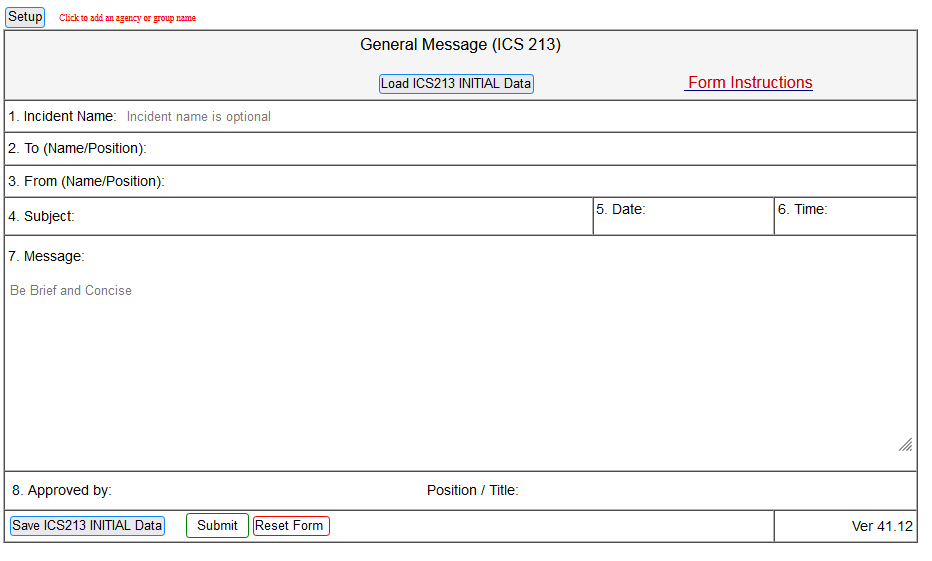 Setup Click to add an agency or group name
General Message (ICS 213)
Load ICS213 INITIAL Data Form Instructions
1. Incident Name: Incident name is optional
2. To (Name/Position):
3. From (Name/Position):
4. Subject: 5. Date: 6. Time:
7. Message:
Be Brief and Concise
8. Approved by: Position / Title:
Save ICS213 INITIAL Data Submit Reset Form Ver 41.12